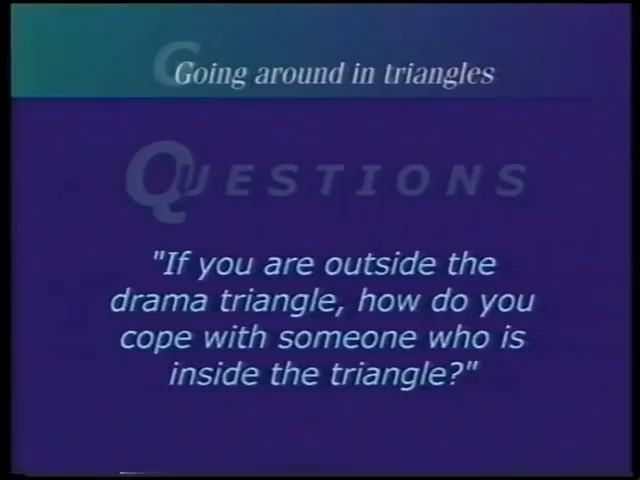 Going around in triangles
QUESTIONS
"If you are outside the
drama triangle, how do you
cope with someone who is
inside the triangle?"